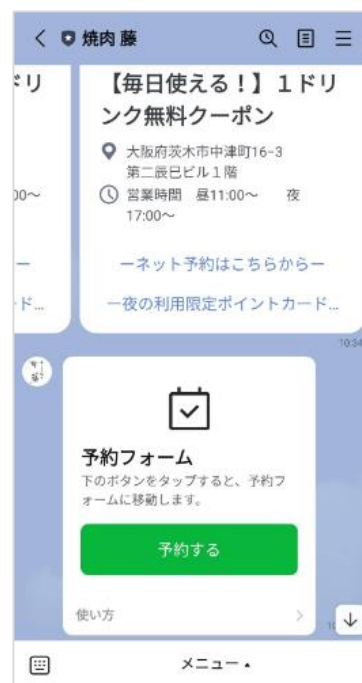 焼肉 藤
ドリ
【毎日使える！】１ドリ
ンク無料クーポン
大阪府茨木市中津町16-3
第二辰巳ビル１階
00～
営業時間　昼11:00～　夜
17:00～
ー
ーネット予約はこちらからー
ド...
ー夜の利用限定ポイントカード...
10:34
予約フォーム
下のボタンをタップすると、予約フ
ォームに移動します。
予約する
使い方
メニュー